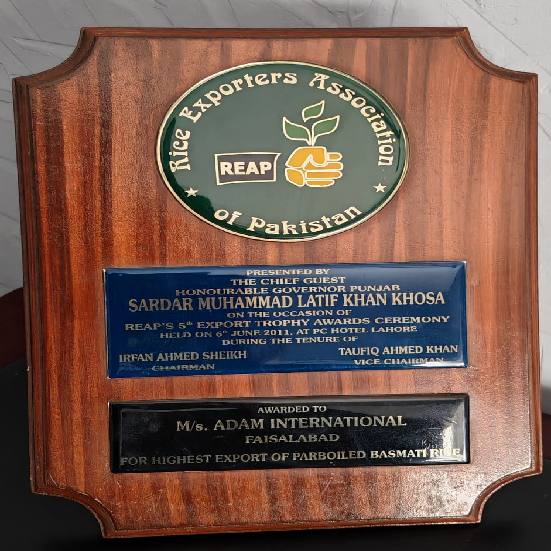 Rice Exporters Association
REAP
of Pakistan
PRESENTED BY
THE CHIEF GUEST
HONOURABLE GOVERNOR PUNJAB
SARDAR MUHAMMAD LATIF KHAN KHOSA
ON THE OCCASION OF
REAP'S 5th EXPORT TROPHY AWARDS CEREMONY
HELD ON 6th JUNE 2011, AT PC HOTEL LAHORE
DURING THE TENURE OF
IRFAN AHMED SHEIKH TAUFIQ AHMED KHAN
CHAIRMAN VICE CHAIRMAN
AWARDED TO
M/s. ADAM INTERNATIONAL
FAISALABAD
FOR HIGHEST EXPORT OF PARBOILED BASMATI RICE